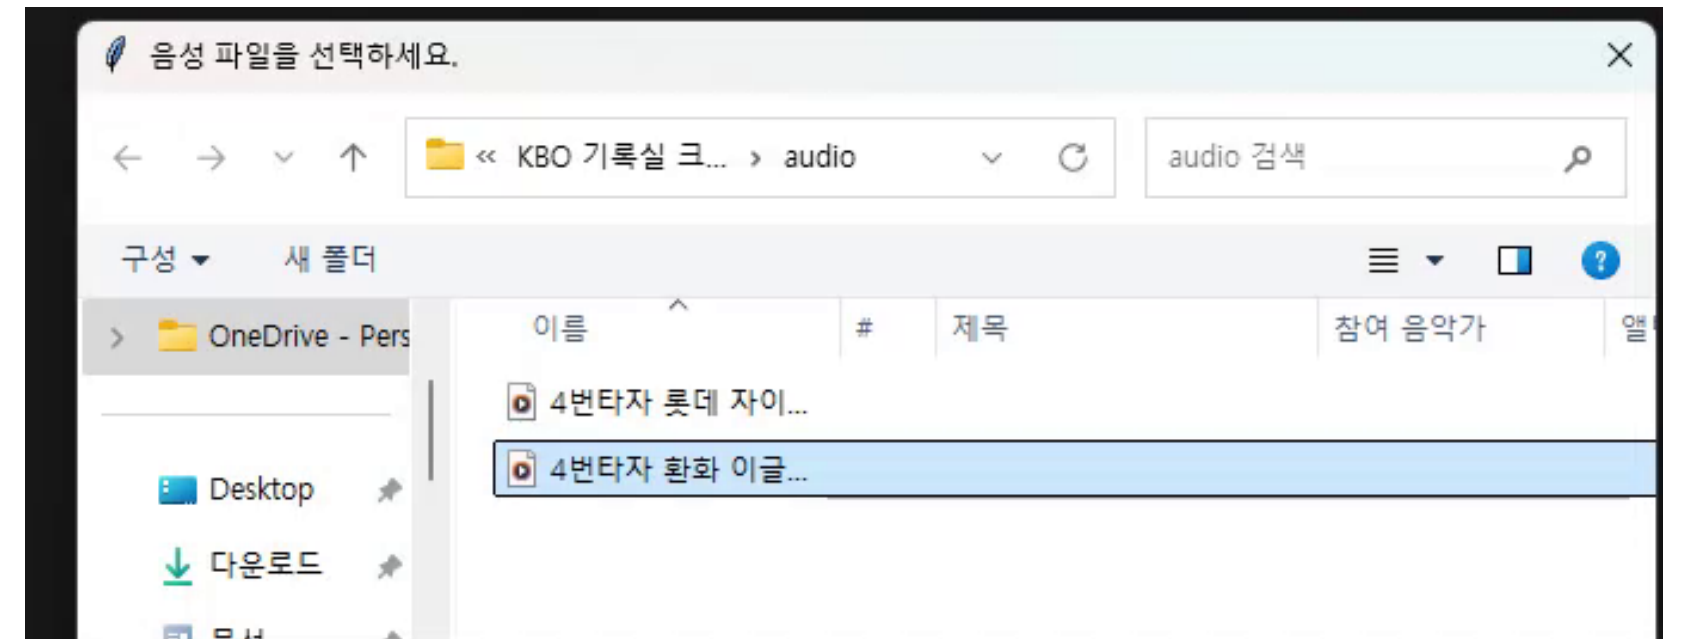 음성 파일을 선택하세요.
« KBO 기록실 크... › audio
audio 검색
구성
새 폴더
?
OneDrive - Pers
이름
#
제목
참여 음악가
4번타자 롯데 자이...
4번타자 환화 이글...
Desktop
다운로드